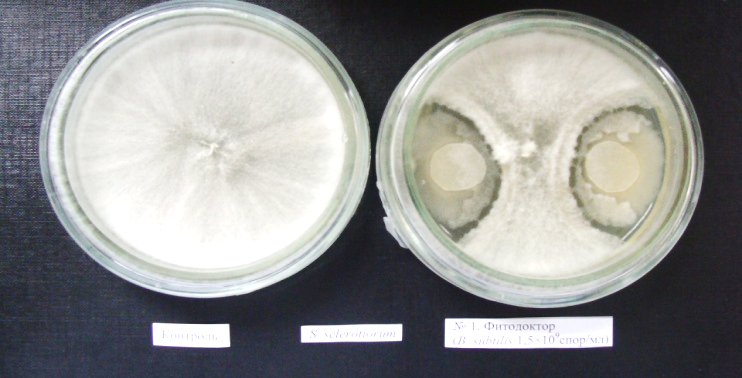 Контроль
S. sclerotiorum
№ 1. Фитодоктор
(B. subtilis 1,5×10⁹спор/мл)